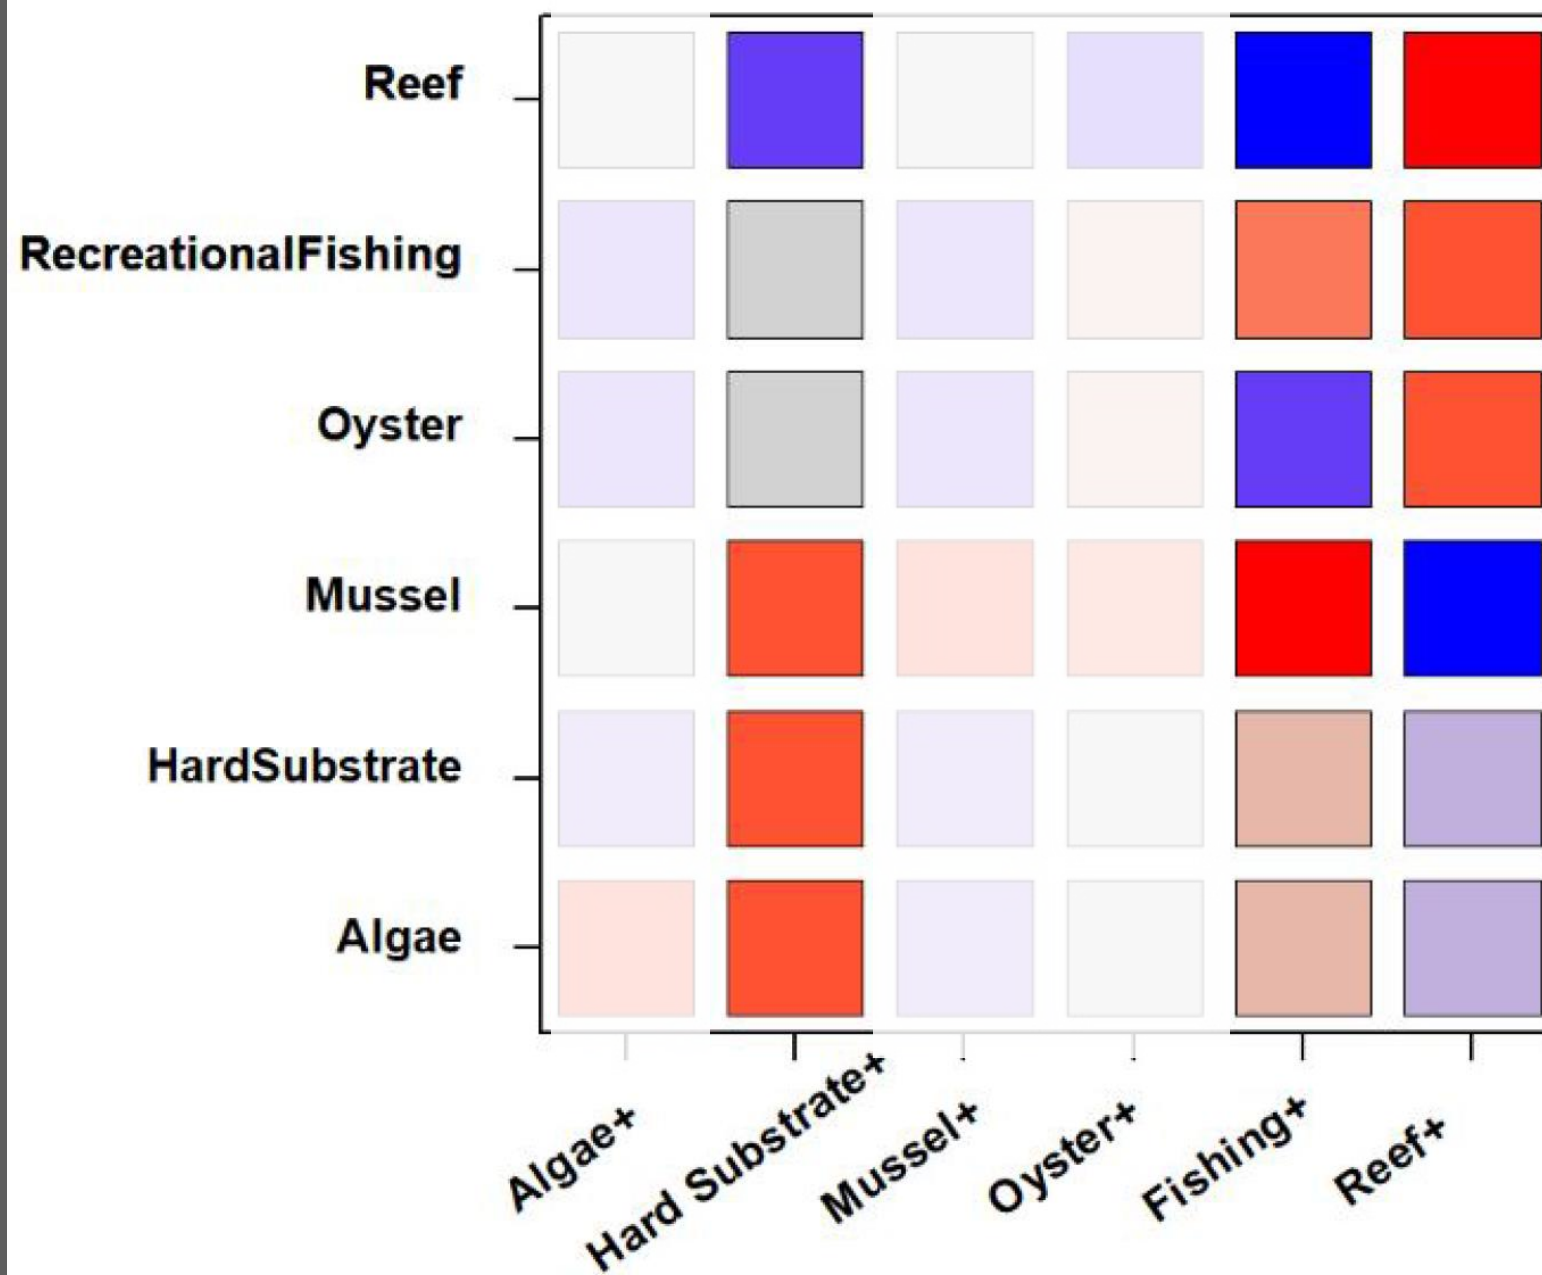 Reef
RecreationalFishing
Oyster
Mussel
HardSubstrate
Algae
Algae+
Hard Substrate+
Mussel+
Oyster+
Fishing+
Reef+